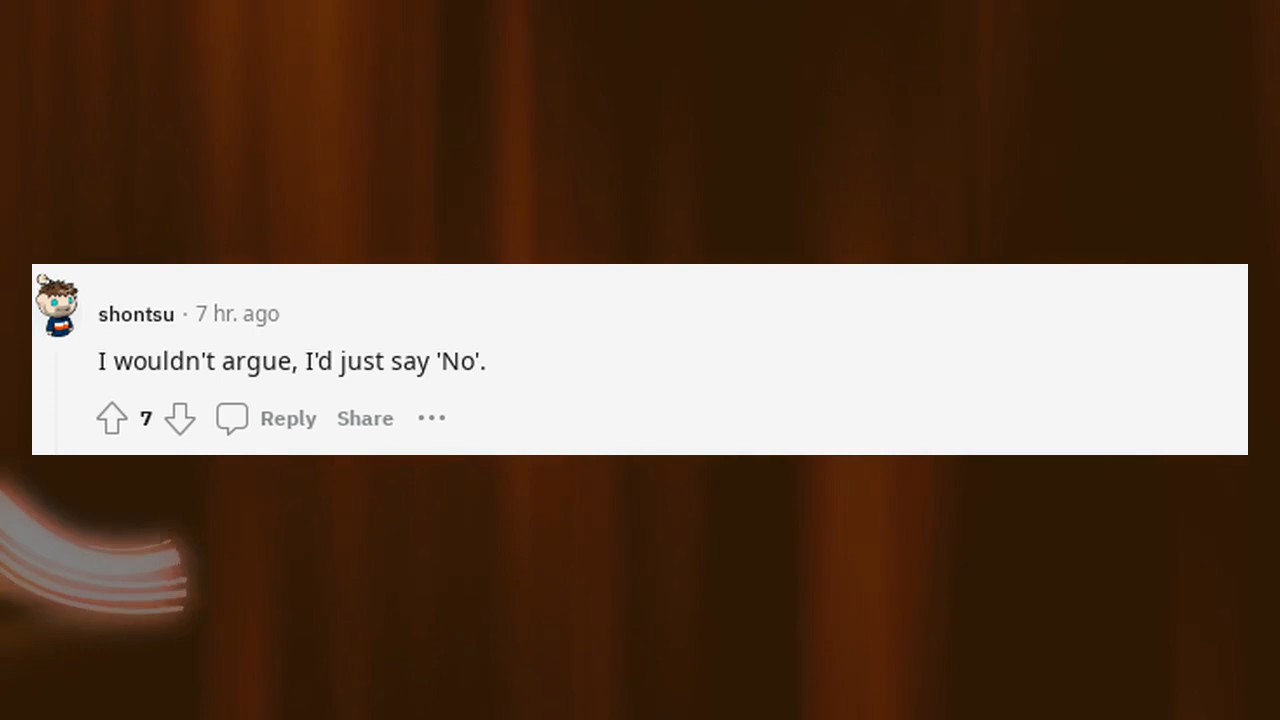 shontsu · 7 hr. ago
I wouldn't argue, I'd just say 'No'.
7 Reply Share ···